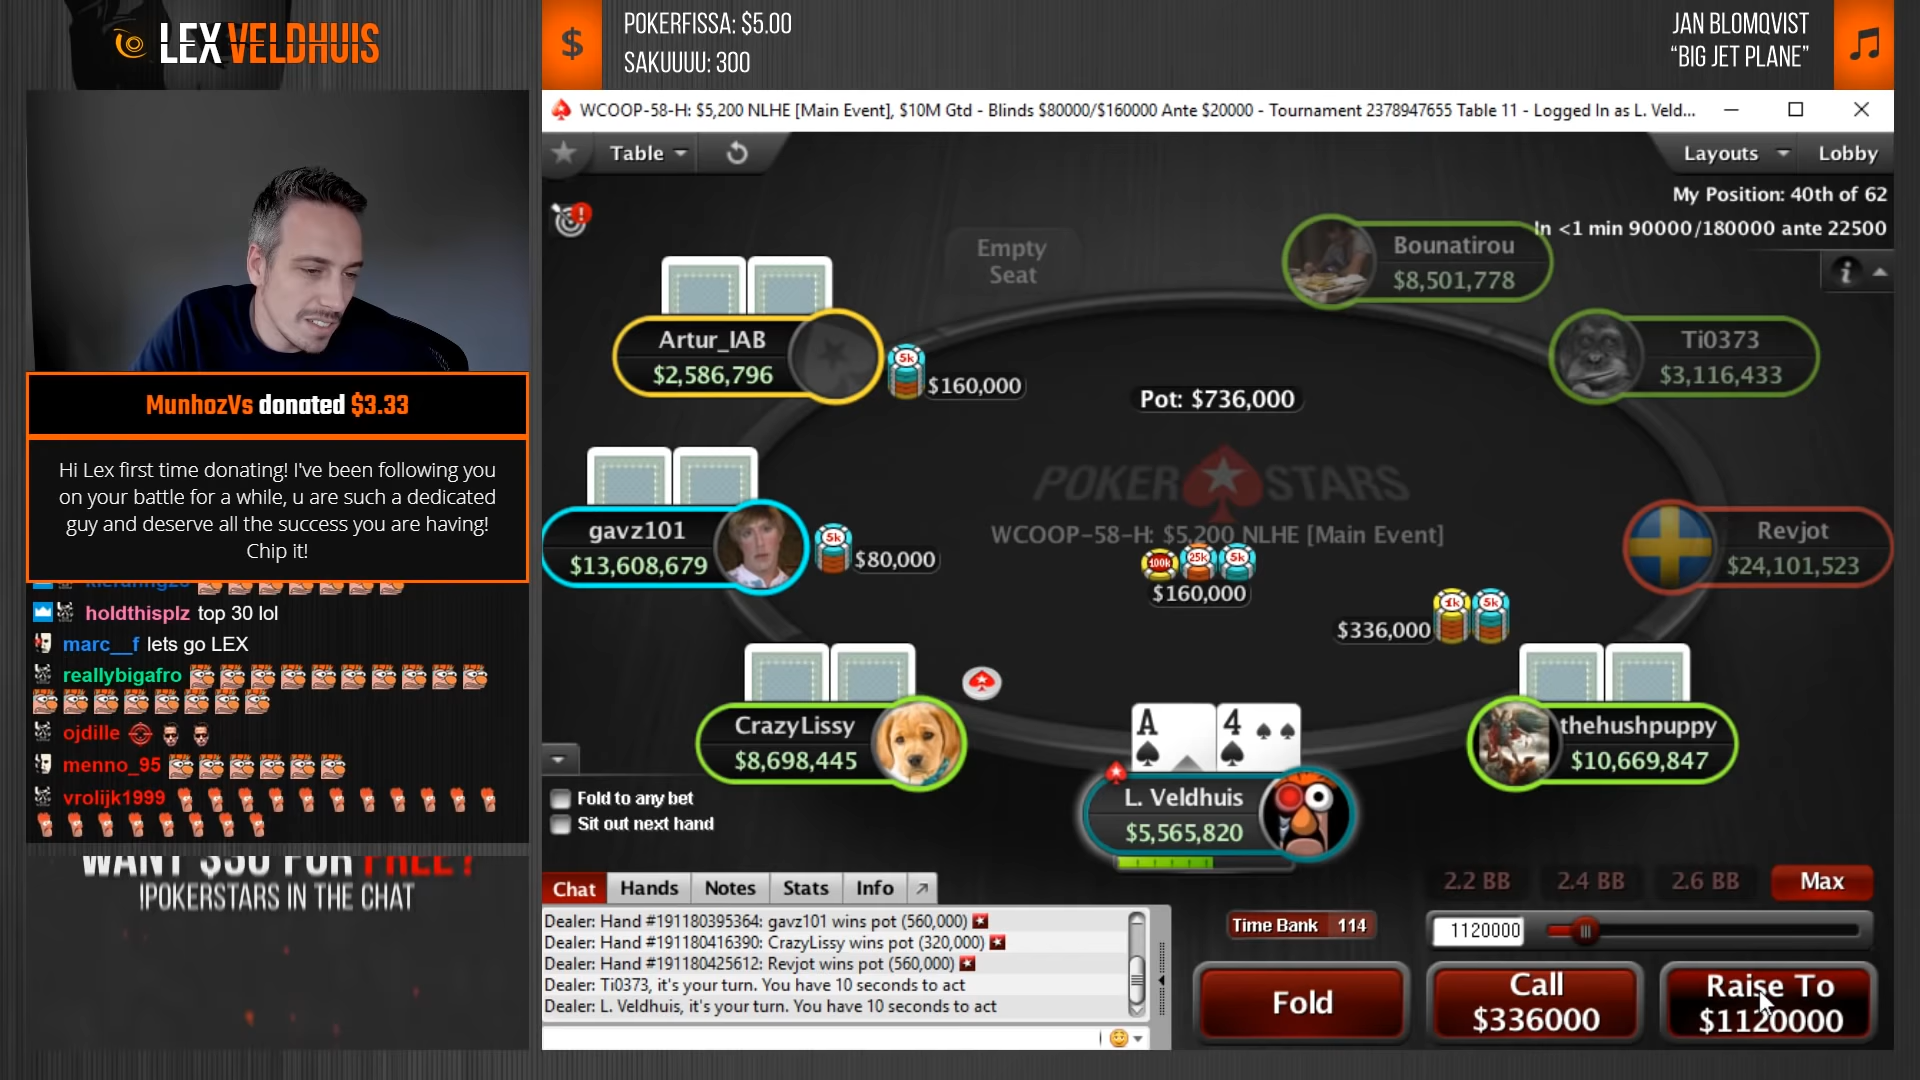 LEX VELDHUIS
$
POKERFISSA: $5.00
SAKUUUU: 300
JAN BLOMQVIST
“BIG JET PLANE”
WCOOP-58-H: $5,200 NLHE [Main Event], $10M Gtd - Blinds $80000/$160000 Ante $20000 - Tournament 2378947655 Table 11 - Logged In as L. Veld...
Table
Layouts
Lobby
My Position: 40th of 62
In <1 min 90000/180000 ante 22500
Empty
Seat
Bounatirou
$8,501,778
Artur_IAB
$2,586,796
5k
$160,000
Ti0373
$3,116,433
Pot: $736,000
POKER STARS
WCOOP-58-H: $5,200 NLHE [Main Event]
gavz101
$13,608,679
5k
$80,000
Revjot
$24,101,523
100k
25k
5k
$160,000
$336,000
1k
5k
CrazyLissy
$8,698,445
A
4
thehushpuppy
$10,669,847
L. Veldhuis
$5,565,820
Fold to any bet
Sit out next hand
MunhozVs donated $3.33
Hi Lex first time donating! I've been following you
on your battle for a while, u are such a dedicated
guy and deserve all the success you are having!
Chip it!
holdthisplz top 30 lol
marc__f lets go LEX
reallybigafro
ojdille
menno_95
vrolijk1999
WANT $30 FOR FREE?
!POKERSTARS IN THE CHAT
Chat
Hands
Notes
Stats
Info
Dealer: Hand #191180395364: gavz101 wins pot (560,000)
Dealer: Hand #191180416390: CrazyLissy wins pot (320,000)
Dealer: Hand #191180425612: Revjot wins pot (560,000)
Dealer: Ti0373, it's your turn. You have 10 seconds to act
Dealer: L. Veldhuis, it's your turn. You have 10 seconds to act
Time Bank 114
2.2 BB
2.4 BB
2.6 BB
Max
1120000
Fold
Call
$336000
Raise To
$1120000